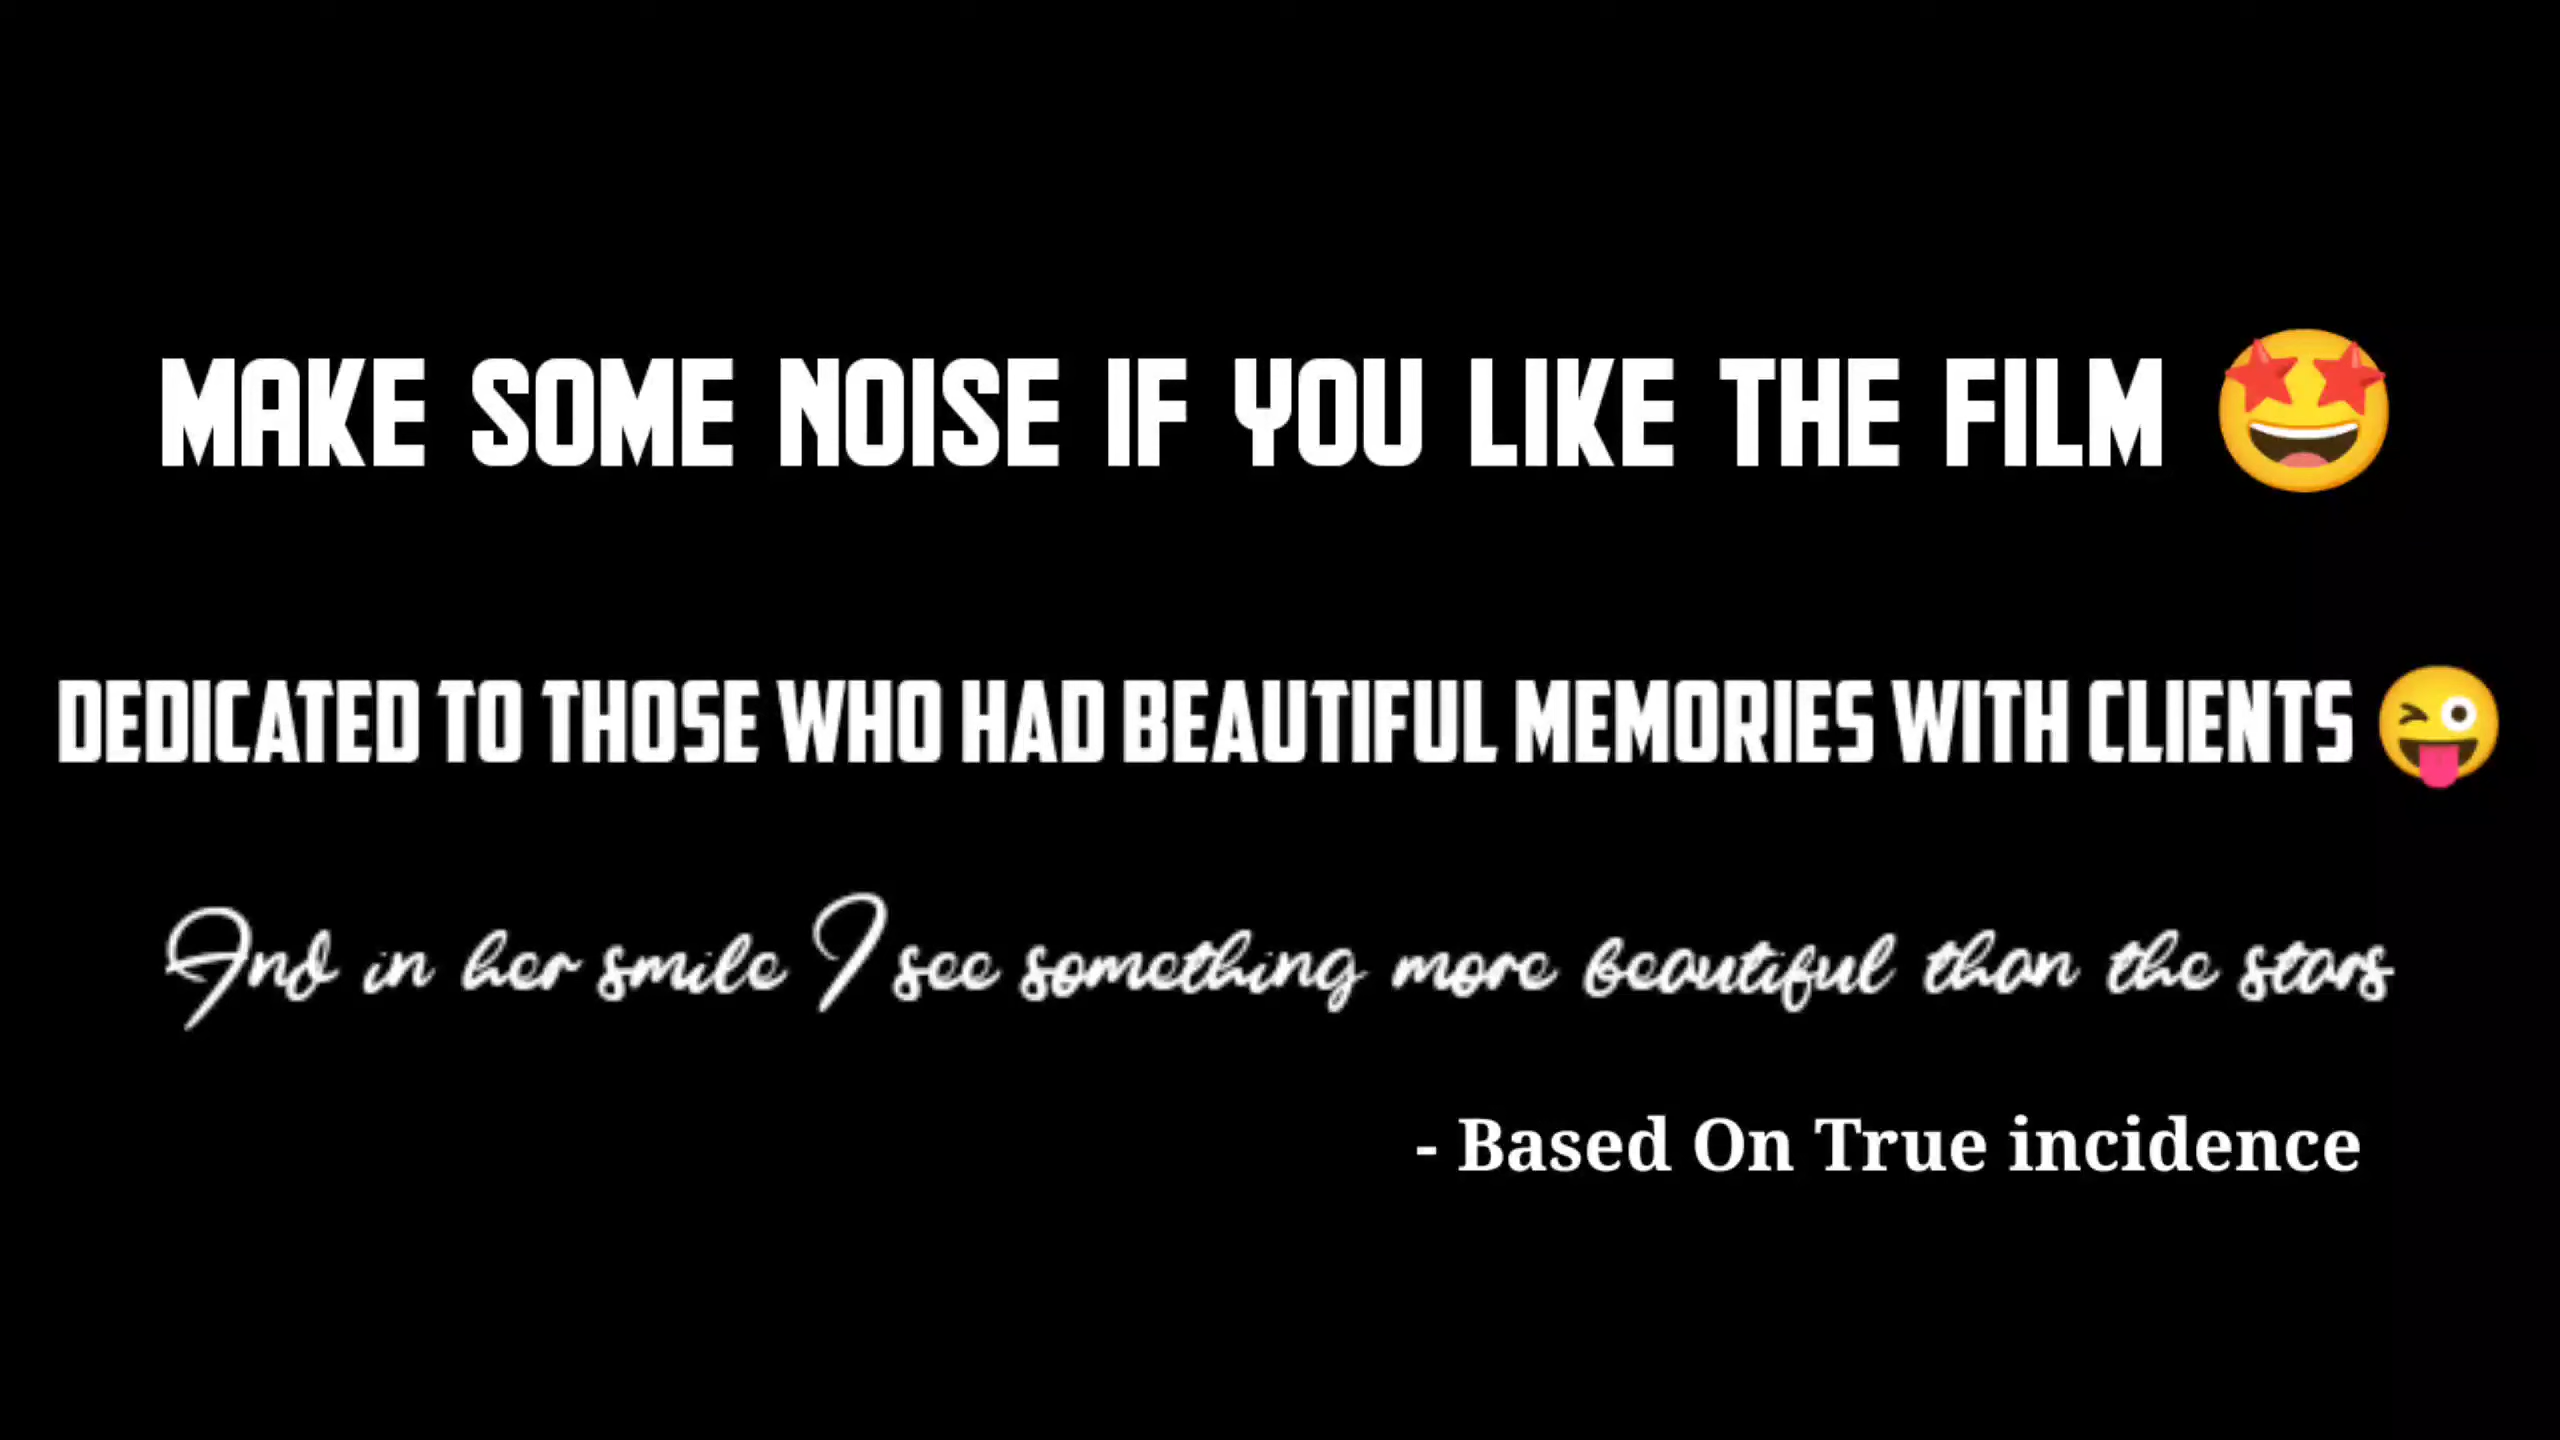 MAKE SOME NOISE IF YOU LIKE THE FILM 🤩
DEDICATED TO THOSE WHO HAD BEAUTIFUL MEMORIES WITH CLIENTS 😜
And in her smile I see something more beautiful than the stars
- Based On True incidence